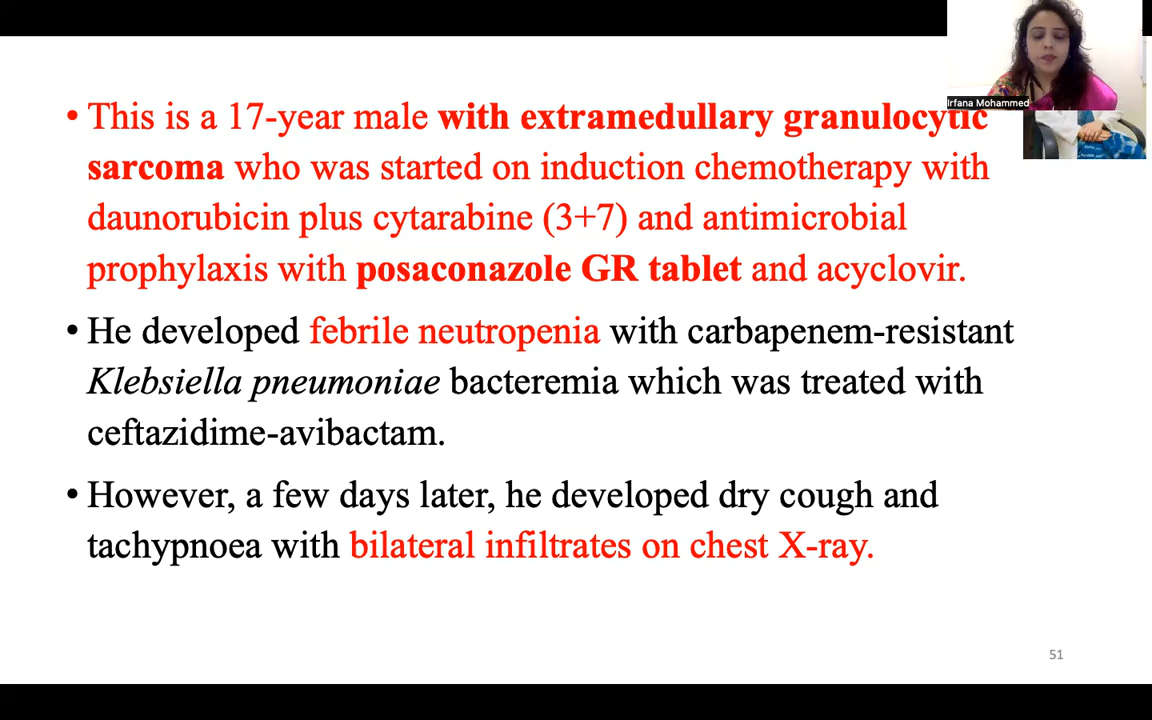 • This is a 17-year male with extramedullary granulocytic
sarcoma who was started on induction chemotherapy with
daunorubicin plus cytarabine (3+7) and antimicrobial
prophylaxis with posaconazole GR tablet and acyclovir.
• He developed febrile neutropenia with carbapenem-resistant
Klebsiella pneumoniae bacteremia which was treated with
ceftazidime-avibactam.
• However, a few days later, he developed dry cough and
tachypnoea with bilateral infiltrates on chest X-ray.
Irfana Mohammed
51